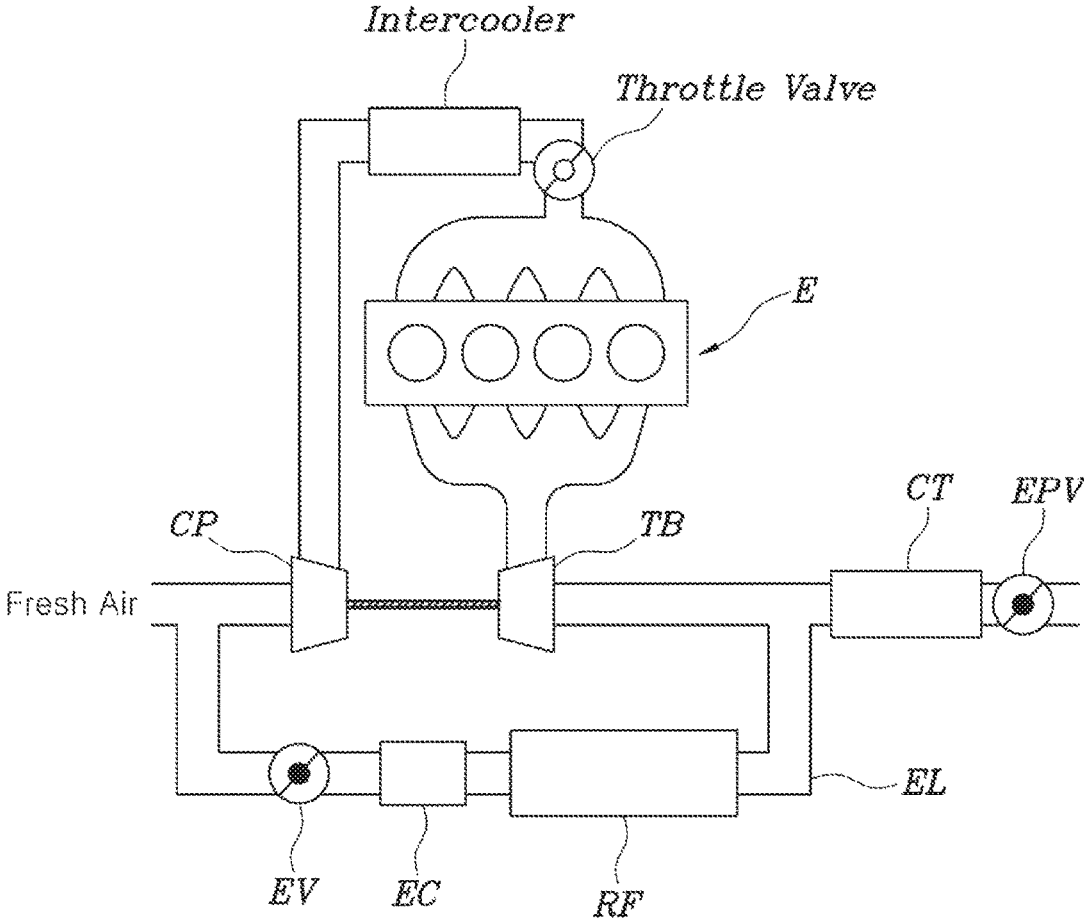 Intercooler
Throttle Valve
E
CT
EPV
CP
TB
Fresh Air
EL
EV
EC
RF